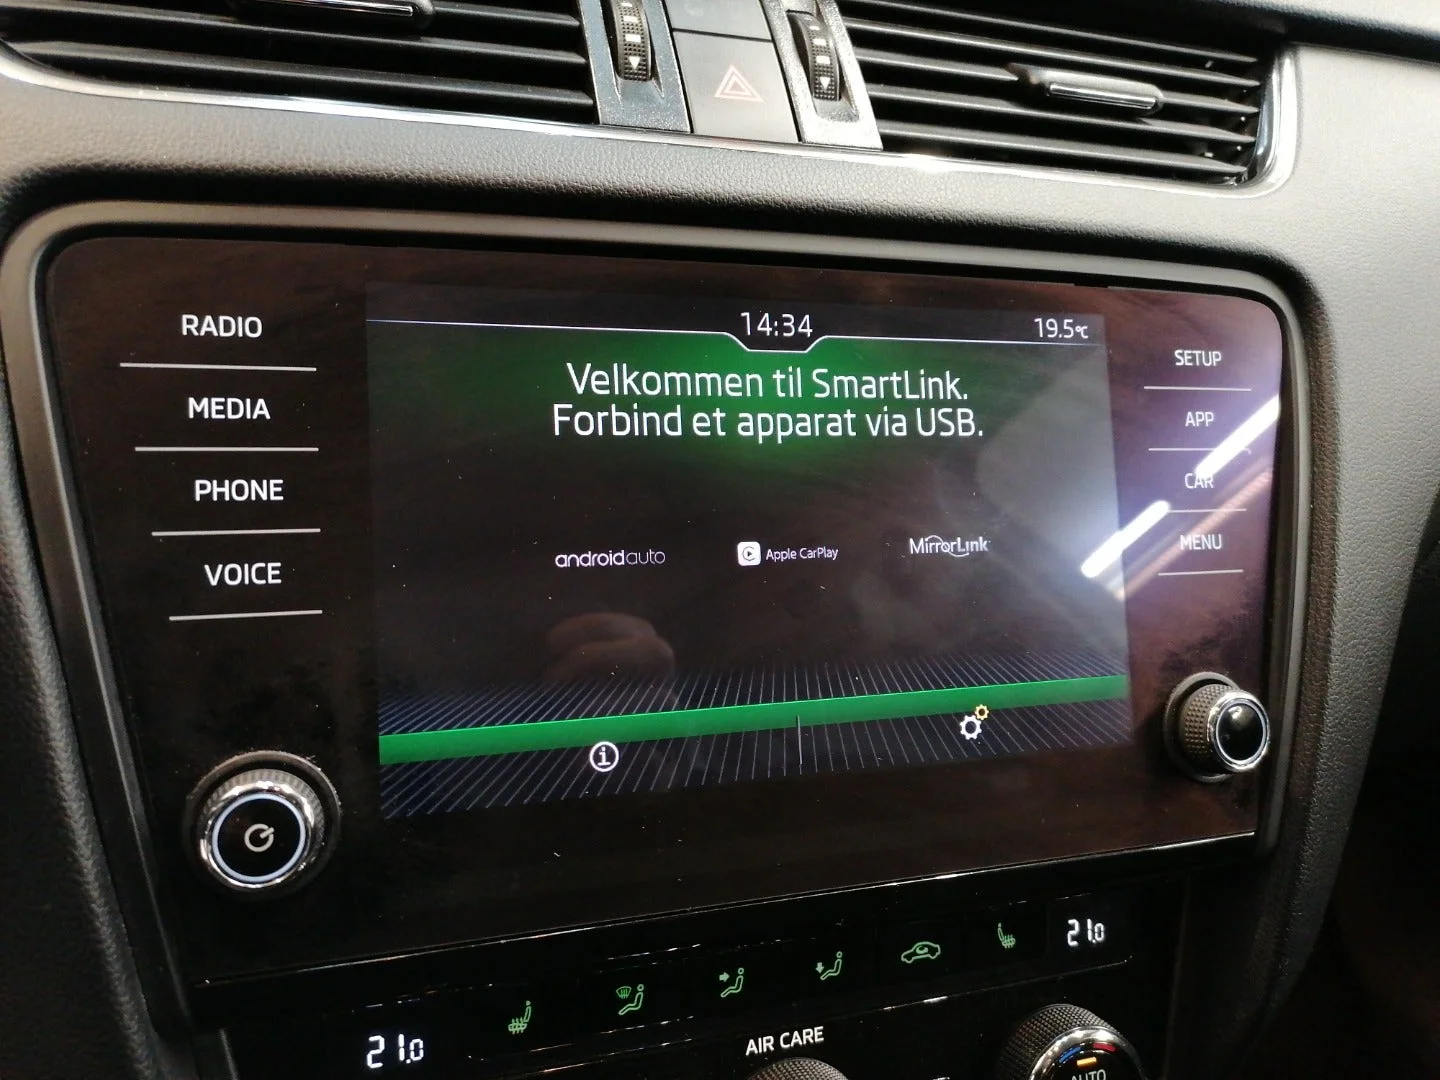 RADIO
MEDIA
PHONE
VOICE
14:34
19.5°C
Velkommen til SmartLink.
Forbind et apparat via USB.
androidauto
Apple CarPlay
MirrorLink
SETUP
APP
CAR
MENU
21.0
21.0
AIR CARE
AUTO